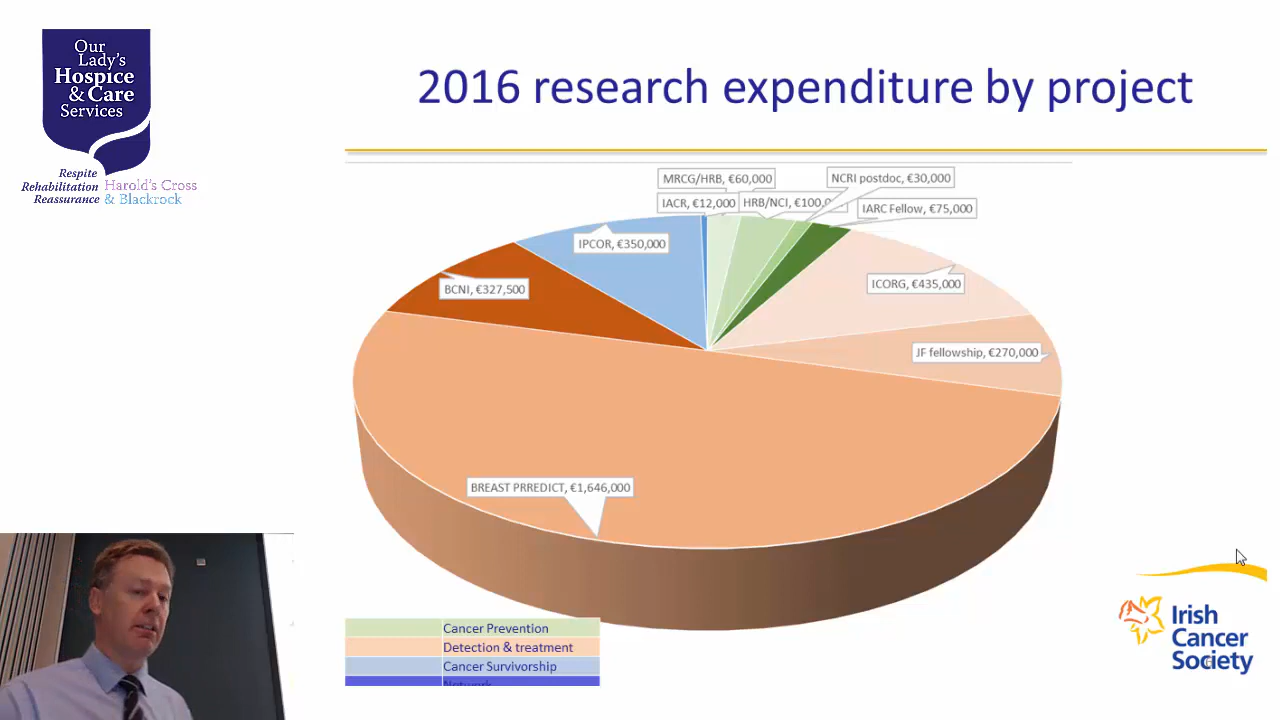 Our
Lady's
Hospice
& Care
Services
Respite
Rehabilitation
Reassurance
Harold's Cross
& Blackrock
2016 research expenditure by project
MRCG/HRB, €60,000
NCRI postdoc, €30,000
IACR, €12,000
HRB/NCI, €100,0
IARC Fellow, €75,000
IPCOR, €350,000
BCNI, €327,500
ICORG, €435,000
JF fellowship, €270,000
BREAST PRREDICT, €1,646,000
Cancer Prevention
Detection & treatment
Cancer Survivorship
Irish
Cancer
Society